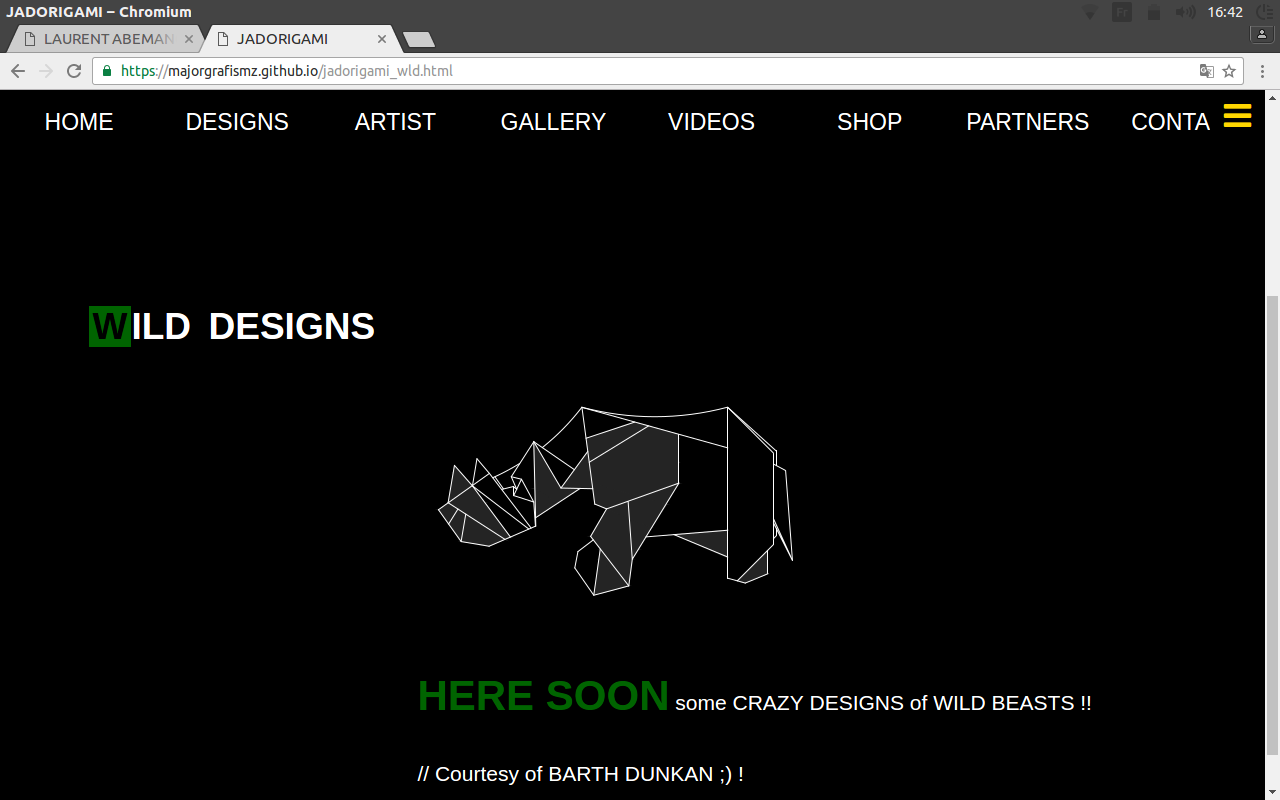 JADORIGAMI – Chromium
Fr
16:42
LAURENT ABEMAN
JADORIGAMI
https://majorgrafismz.github.io/jadorigami_wld.html
HOME DESIGNS ARTIST GALLERY VIDEOS SHOP PARTNERS CONTA
WILD DESIGNS
HERE SOON some CRAZY DESIGNS of WILD BEASTS !!
// Courtesy of BARTH DUNKAN ;) !